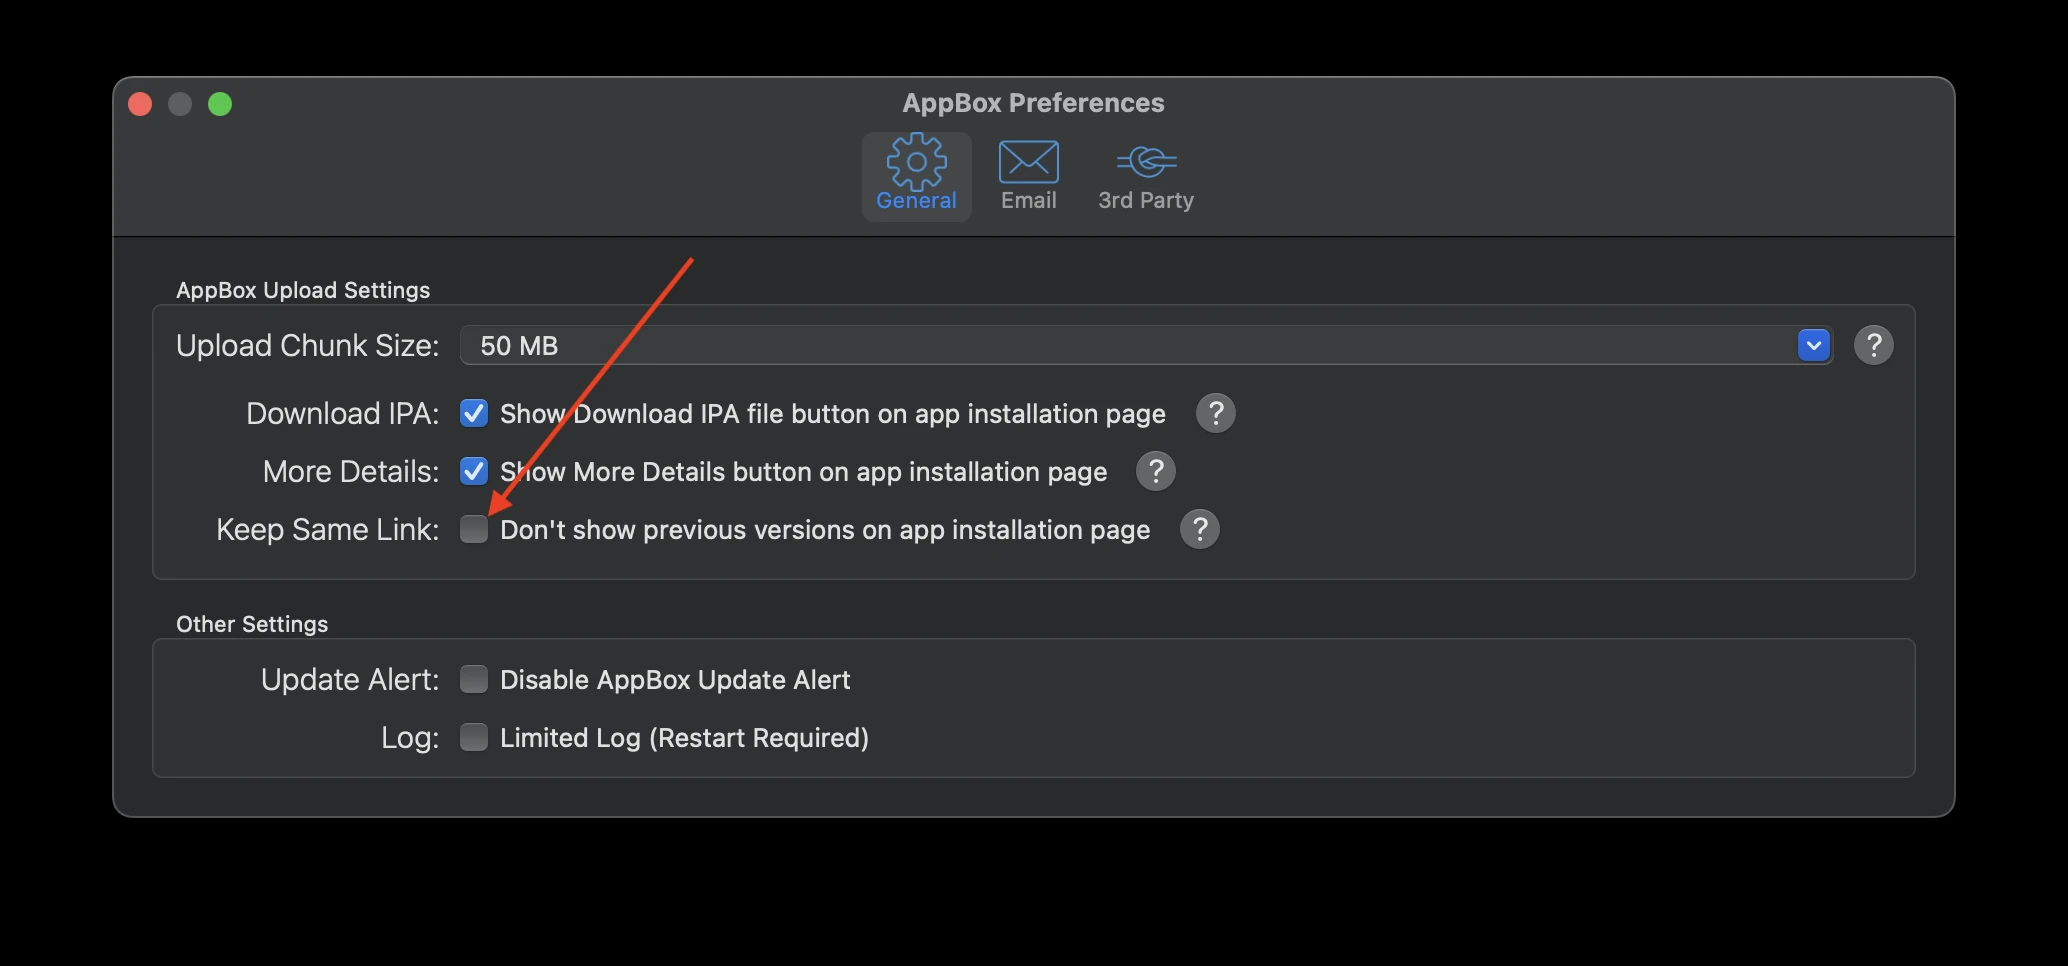 AppBox Preferences
General Email 3rd Party
AppBox Upload Settings
Upload Chunk Size: 50 MB ?
Download IPA: Show Download IPA file button on app installation page ?
More Details: Show More Details button on app installation page ?
Keep Same Link: Don't show previous versions on app installation page ?
Other Settings
Update Alert: Disable AppBox Update Alert
Log: Limited Log (Restart Required)